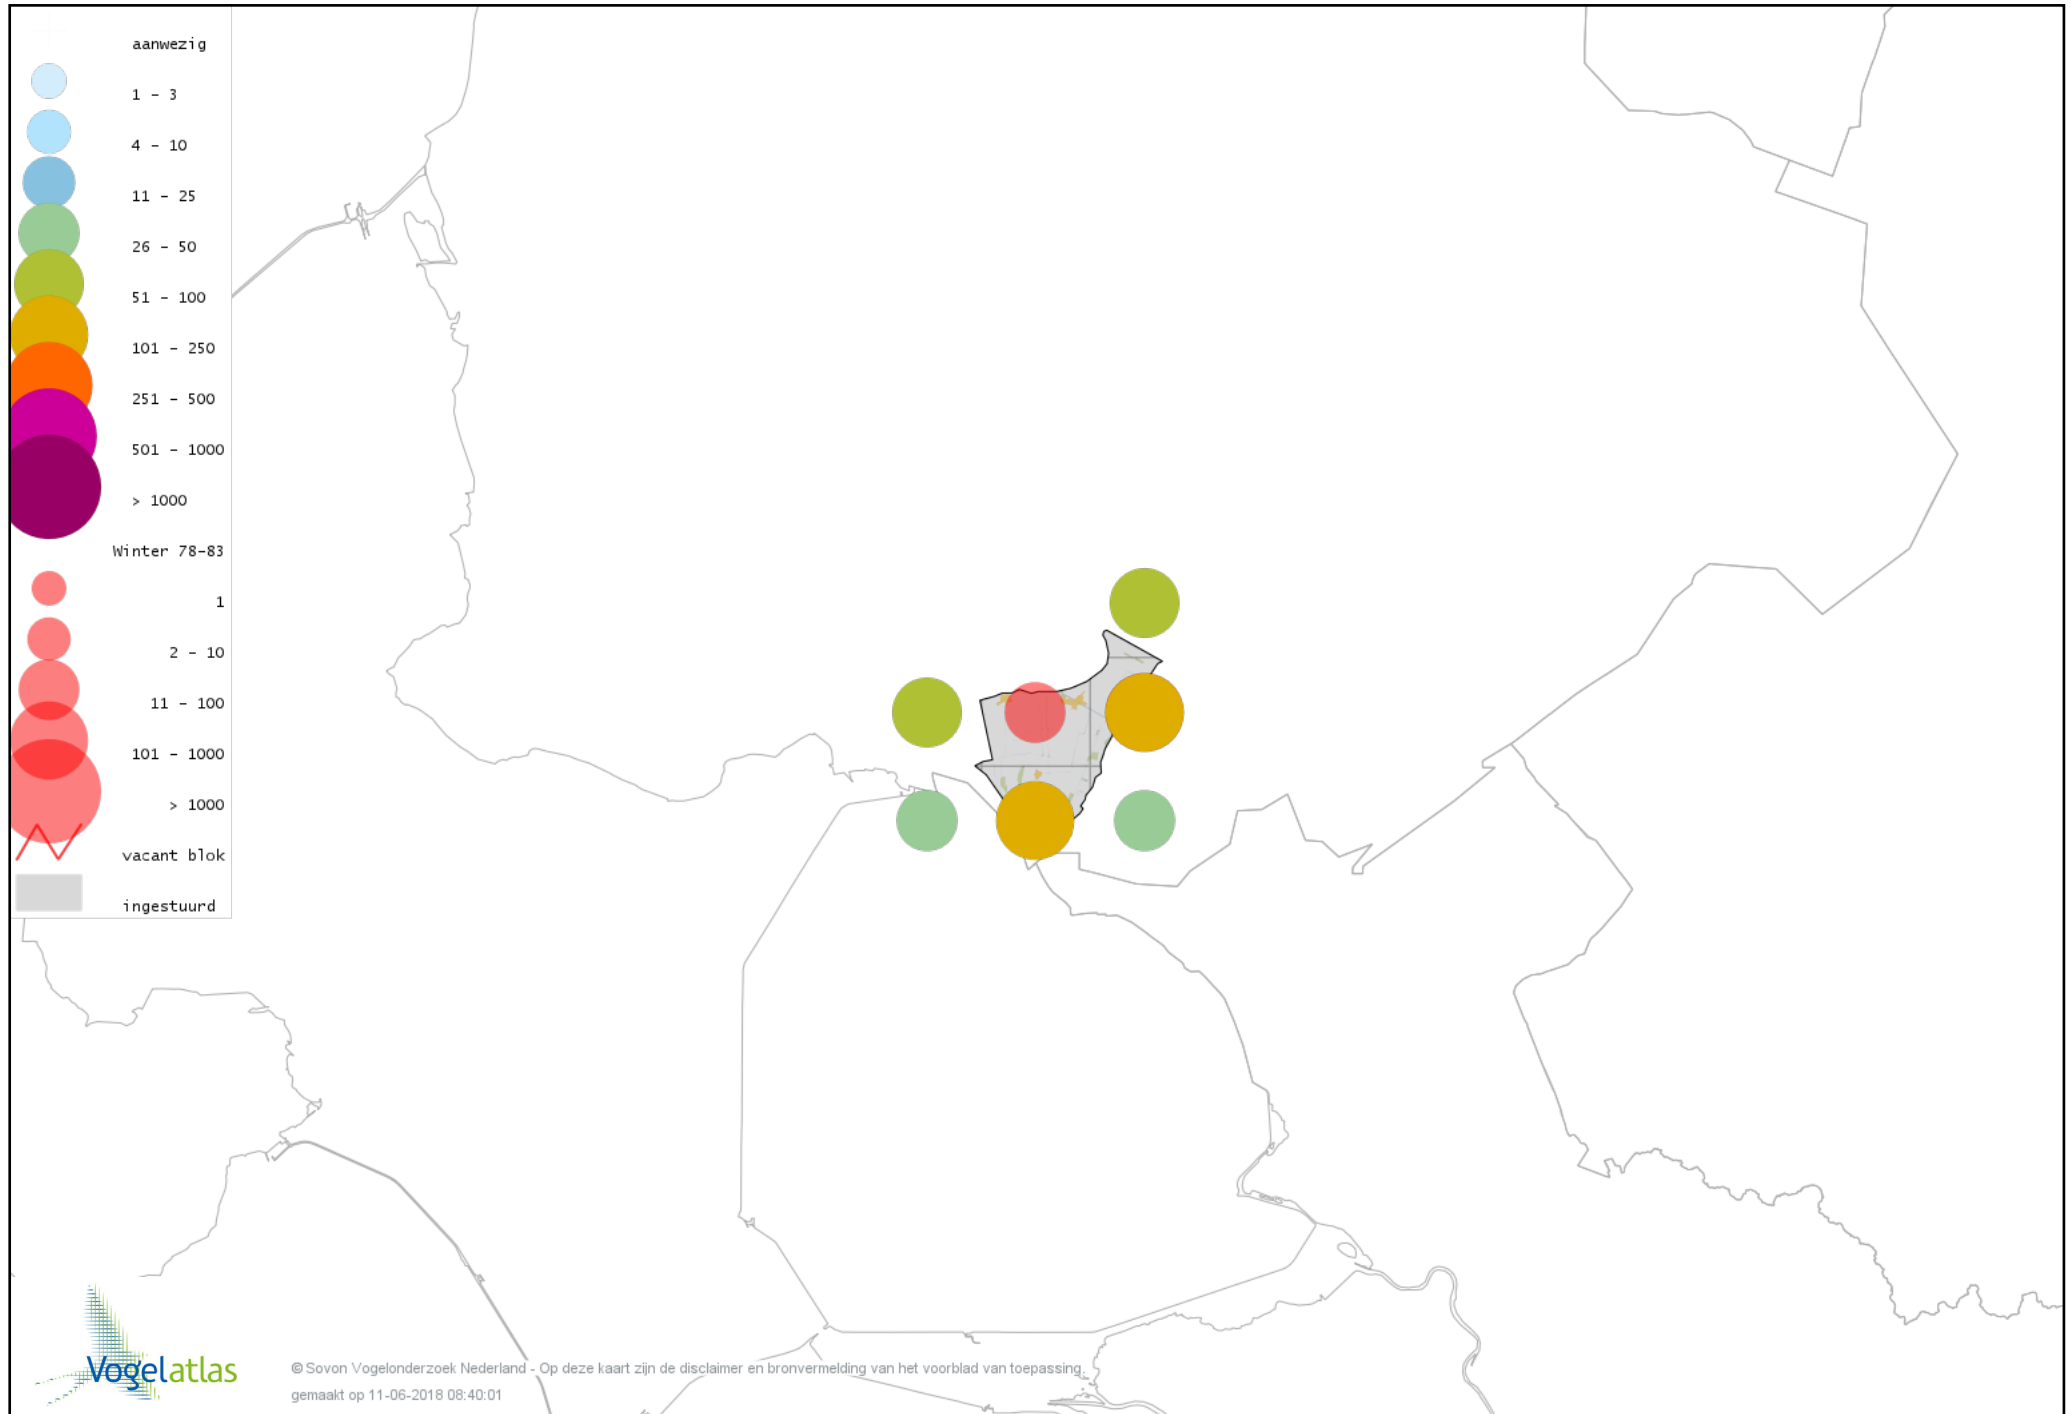 aanwezig
1 - 3
4 - 10
11 - 25
26 - 50
51 - 100
101 - 250
251 - 500
501 - 1000
> 1000
Winter 78-83
1
2 - 10
11 - 100
101 - 1000
> 1000
vacant blok
ingestuurd
Vogelatlas
© Sovon Vogelonderzoek Nederland - Op deze kaart zijn de disclaimer en bronvermelding van het voorblad van toepassing.
gemaakt op 11-06-2018 08:40:01